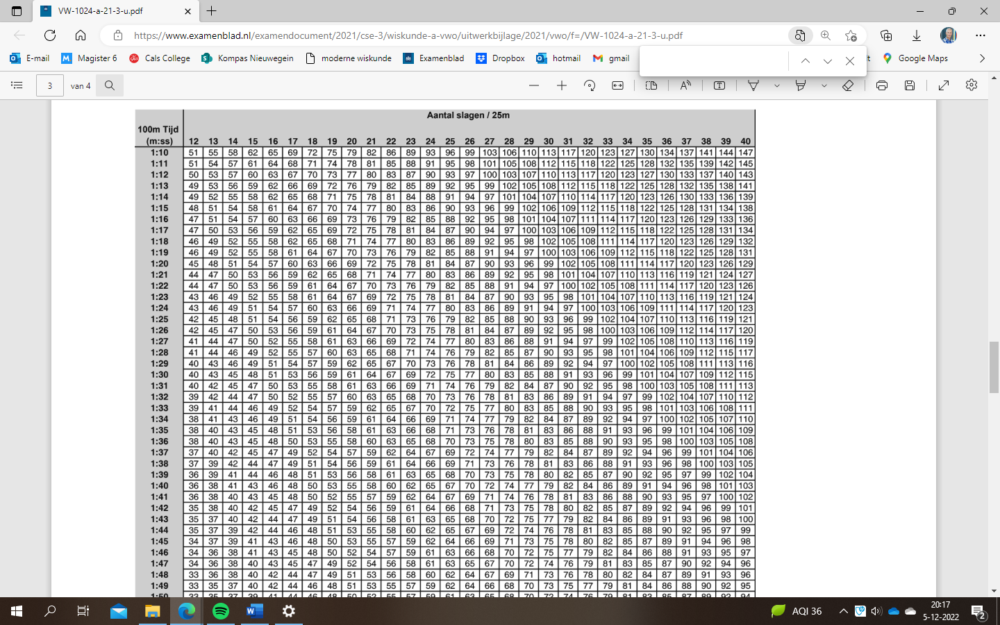 VW-1024-a-21-3-u.pdf
https://www.examenblad.nl/examendocument/2021/cse-3/wiskunde-a-vwo/uitwerkbijlage/2021/vwo/f=/VW-1024-a-21-3-u.pdf
E-mail Magister 6 Cals College Kompas Nieuwegein moderne wiskunde Examenblad Dropbox hotmail gmail Google Maps
3 van 4
Aantal slagen / 25m
100m Tijd
(m:ss) 12 13 14 15 16 17 18 19 20 21 22 23 24 25 26 27 28 29 30 31 32 33 34 35 36 37 38 39 40
1:10 51 55 58 62 65 69 72 75 79 82 86 89 93 96 99 103 106 110 113 117 120 123 127 130 134 137 141 144 147
1:11 51 54 57 61 64 68 71 74 78 81 85 88 91 95 98 101 105 108 112 115 118 122 125 128 132 135 139 142 145
1:12 50 53 57 60 63 67 70 73 77 80 83 87 90 93 97 100 103 107 110 113 117 120 123 127 130 133 137 140 143
1:13 49 53 56 59 62 66 69 72 76 79 82 85 89 92 95 99 102 105 108 112 115 118 122 125 128 132 135 138 141
1:14 49 52 55 58 62 65 68 71 75 78 81 84 88 91 94 97 101 104 107 110 114 117 120 123 126 130 133 136 139
1:15 48 51 54 58 61 64 67 70 74 77 80 83 86 90 93 96 99 102 106 109 112 115 118 122 125 128 131 134 138
1:16 47 51 54 57 60 63 66 69 73 76 79 82 85 88 92 95 98 101 104 107 111 114 117 120 123 126 129 133 136
1:17 47 50 53 56 59 62 65 69 72 75 78 81 84 87 90 94 97 100 103 106 109 112 115 118 122 125 128 131 134
1:18 46 49 52 55 58 62 65 68 71 74 77 80 83 86 89 92 95 98 102 105 108 111 114 117 120 123 126 129 132
1:19 46 49 52 55 58 61 64 67 70 73 76 79 82 85 88 91 94 97 100 103 106 109 112 115 118 122 125 128 131
1:20 45 48 51 54 57 60 63 66 69 72 75 78 81 84 87 90 93 96 99 102 105 108 111 114 117 120 123 126 129
1:21 44 47 50 53 56 59 62 65 68 71 74 77 80 83 86 89 92 95 98 101 104 107 110 113 116 119 121 124 127
1:22 44 47 50 53 56 59 61 64 67 70 73 76 79 82 85 88 91 94 97 100 102 105 108 111 114 117 120 123 126
1:23 43 46 49 52 55 58 61 64 67 69 72 75 78 81 84 87 90 93 95 98 101 104 107 110 113 116 119 121 124
1:24 43 46 49 51 54 57 60 63 66 69 71 74 77 80 83 86 89 91 94 97 100 103 106 109 111 114 117 120 123
1:25 42 45 48 51 54 56 59 62 65 68 71 73 76 79 82 85 88 90 93 96 99 102 104 107 110 113 116 119 121
1:26 42 45 47 50 53 56 59 61 64 67 70 73 75 78 81 84 87 89 92 95 98 100 103 106 109 112 114 117 120
1:27 41 44 47 50 52 55 58 61 63 66 69 72 74 77 80 83 86 88 91 94 97 99 102 105 108 110 113 116 119
1:28 41 44 46 49 52 55 57 60 63 65 68 71 74 76 79 82 85 87 90 93 95 98 101 104 106 109 112 115 117
1:29 40 43 46 49 51 54 57 59 62 65 67 70 73 76 78 81 84 86 89 92 94 97 100 102 105 108 111 113 116
1:30 40 43 45 48 51 53 56 59 61 64 67 69 72 75 77 80 83 85 88 91 93 96 99 101 104 107 109 112 115
1:31 40 42 45 47 50 53 55 58 61 63 66 69 71 74 76 79 82 84 87 90 92 95 98 100 103 105 108 111 113
1:32 39 42 44 47 50 52 55 57 60 63 65 68 70 73 76 78 81 83 86 89 91 94 97 99 102 104 107 110 112
1:33 39 41 44 46 49 52 54 57 59 62 65 67 70 72 75 77 80 83 85 88 90 93 95 98 101 103 106 108 111
1:34 38 41 43 46 49 51 54 56 59 61 64 66 69 71 74 77 79 82 84 87 89 92 94 97 100 102 105 107 110
1:35 38 40 43 45 48 51 53 56 58 61 63 66 68 71 73 76 78 81 83 86 88 91 93 96 99 101 104 106 109
1:36 38 40 43 45 48 50 53 55 58 60 63 65 68 70 73 75 78 80 83 85 88 90 93 95 98 100 103 105 108
1:37 37 40 42 45 47 49 52 54 57 59 62 64 67 69 72 74 77 79 82 84 87 89 92 94 96 99 101 104 106
1:38 37 39 42 44 47 49 51 54 56 59 61 64 66 69 71 73 76 78 81 83 86 88 91 93 96 98 100 103 105
1:39 36 39 41 44 46 48 51 53 56 58 61 63 65 68 70 73 75 78 80 82 85 87 90 92 95 97 99 102 104
1:40 36 38 41 43 46 48 50 53 55 58 60 62 65 67 70 72 74 77 79 82 84 86 89 91 94 96 98 101 103
1:41 36 38 40 43 45 48 50 52 55 57 59 62 64 67 69 71 74 76 78 81 83 86 88 90 93 95 97 100 102
1:42 35 38 40 42 45 47 49 52 54 56 59 61 64 66 68 71 73 75 78 80 82 85 87 89 92 94 96 99 101
1:43 35 37 40 42 44 47 49 51 54 56 58 61 63 65 68 70 72 75 77 79 82 84 86 89 91 93 96 98 100
1:44 35 37 39 42 44 46 48 51 53 55 58 60 62 65 67 69 72 74 76 78 81 83 85 88 90 92 95 97 99
1:45 34 37 39 41 43 46 48 50 53 55 57 59 62 64 66 69 71 73 75 78 80 82 85 87 89 91 94 96 98
1:46 34 36 38 41 43 45 48 50 52 54 57 59 61 63 66 68 70 72 75 77 79 82 84 86 88 91 93 95 97
1:47 34 36 38 40 43 45 47 49 52 54 56 58 61 63 65 67 70 72 74 76 79 81 83 85 87 90 92 94 96
1:48 33 36 38 40 42 44 47 49 51 53 56 58 60 62 64 67 69 71 73 76 78 80 82 84 87 89 91 93 96
1:49 33 35 37 40 42 44 46 48 51 53 55 57 59 62 64 66 68 70 73 75 77 79 81 84 86 88 90 92 95
1:50 33 35 37 39 41 44 46 48 50 52 55 57 59 61 63 65 68 70 72 74 76 79 81 83 85 87 89 92 94
AQI 36
20:17
5-12-2022
2